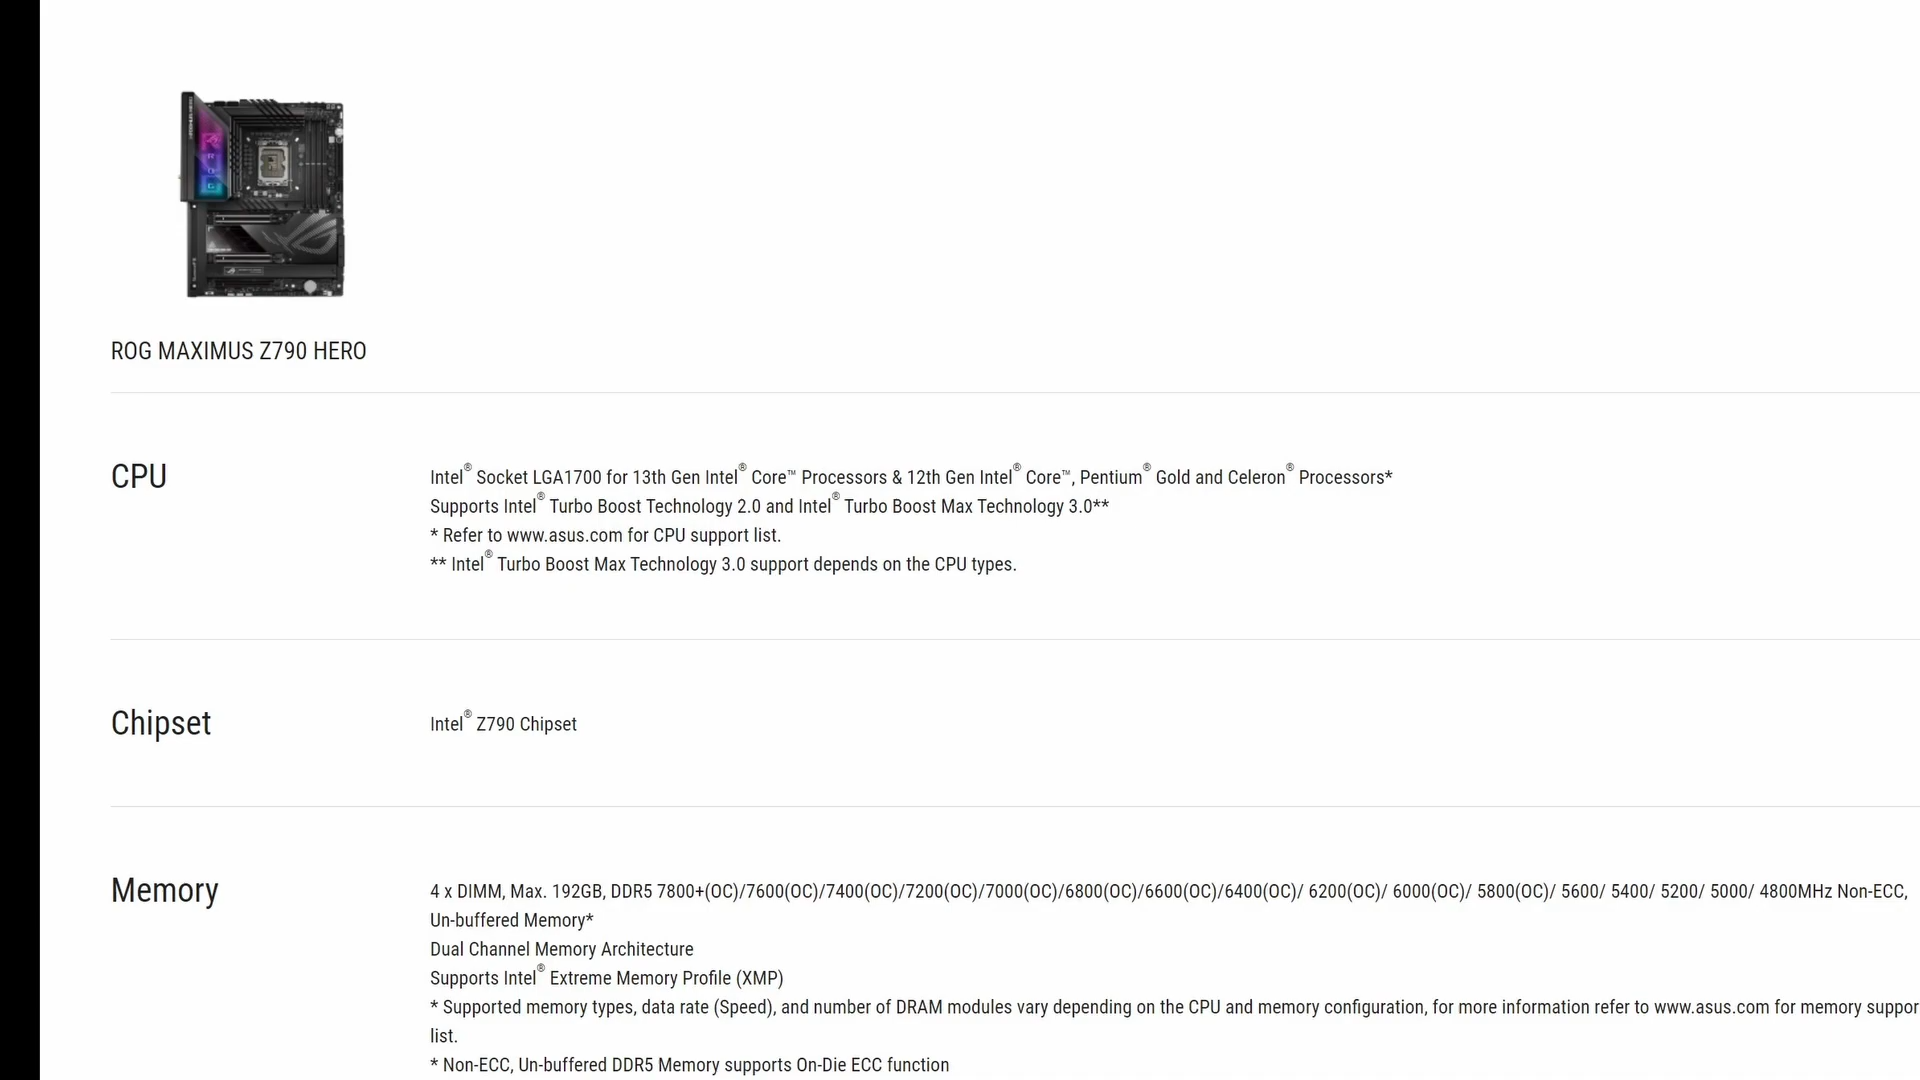 ROG MAXIMUS Z790 HERO
CPU
Intel® Socket LGA1700 for 13th Gen Intel® Core™ Processors & 12th Gen Intel® Core™, Pentium® Gold and Celeron® Processors*
Supports Intel® Turbo Boost Technology 2.0 and Intel® Turbo Boost Max Technology 3.0**
* Refer to www.asus.com for CPU support list.
** Intel® Turbo Boost Max Technology 3.0 support depends on the CPU types.
Chipset
Intel® Z790 Chipset
Memory
4 x DIMM, Max. 192GB, DDR5 7800+(OC)/7600(OC)/7400(OC)/7200(OC)/7000(OC)/6800(OC)/6600(OC)/6400(OC)/ 6200(OC)/ 6000(OC)/ 5800(OC)/ 5600/ 5400/ 5200/ 5000/ 4800MHz Non-ECC,
Un-buffered Memory*
Dual Channel Memory Architecture
Supports Intel® Extreme Memory Profile (XMP)
* Supported memory types, data rate (Speed), and number of DRAM modules vary depending on the CPU and memory configuration, for more information refer to www.asus.com for memory suppor
list.
* Non-ECC, Un-buffered DDR5 Memory supports On-Die ECC function